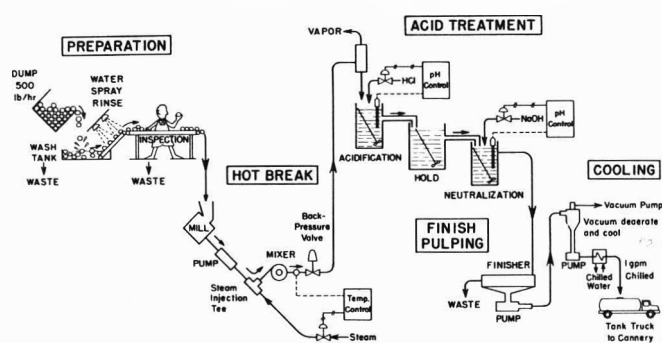 PREPARATION
DUMP
500
lb/hr
WATER
SPRAY
RINSE
WASH
TANK
WASTE
INSPECTION
WASTE
HOT BREAK
MILL
PUMP
Steam
Injection
Tee
MIXER
Back-
Pressure
Valve
Temp.
Control
Steam
ACID TREATMENT
VAPOR
HCl
pH
Control
ACIDIFICATION
HOLD
NaOH
pH
Control
NEUTRALIZATION
FINISH
PULPING
FINISHER
WASTE
PUMP
COOLING
Vacuum Pump
Vacuum deaerate
and cool
PUMP
Chilled
Water
1 gpm
Chilled
Tank Truck
to Cannery